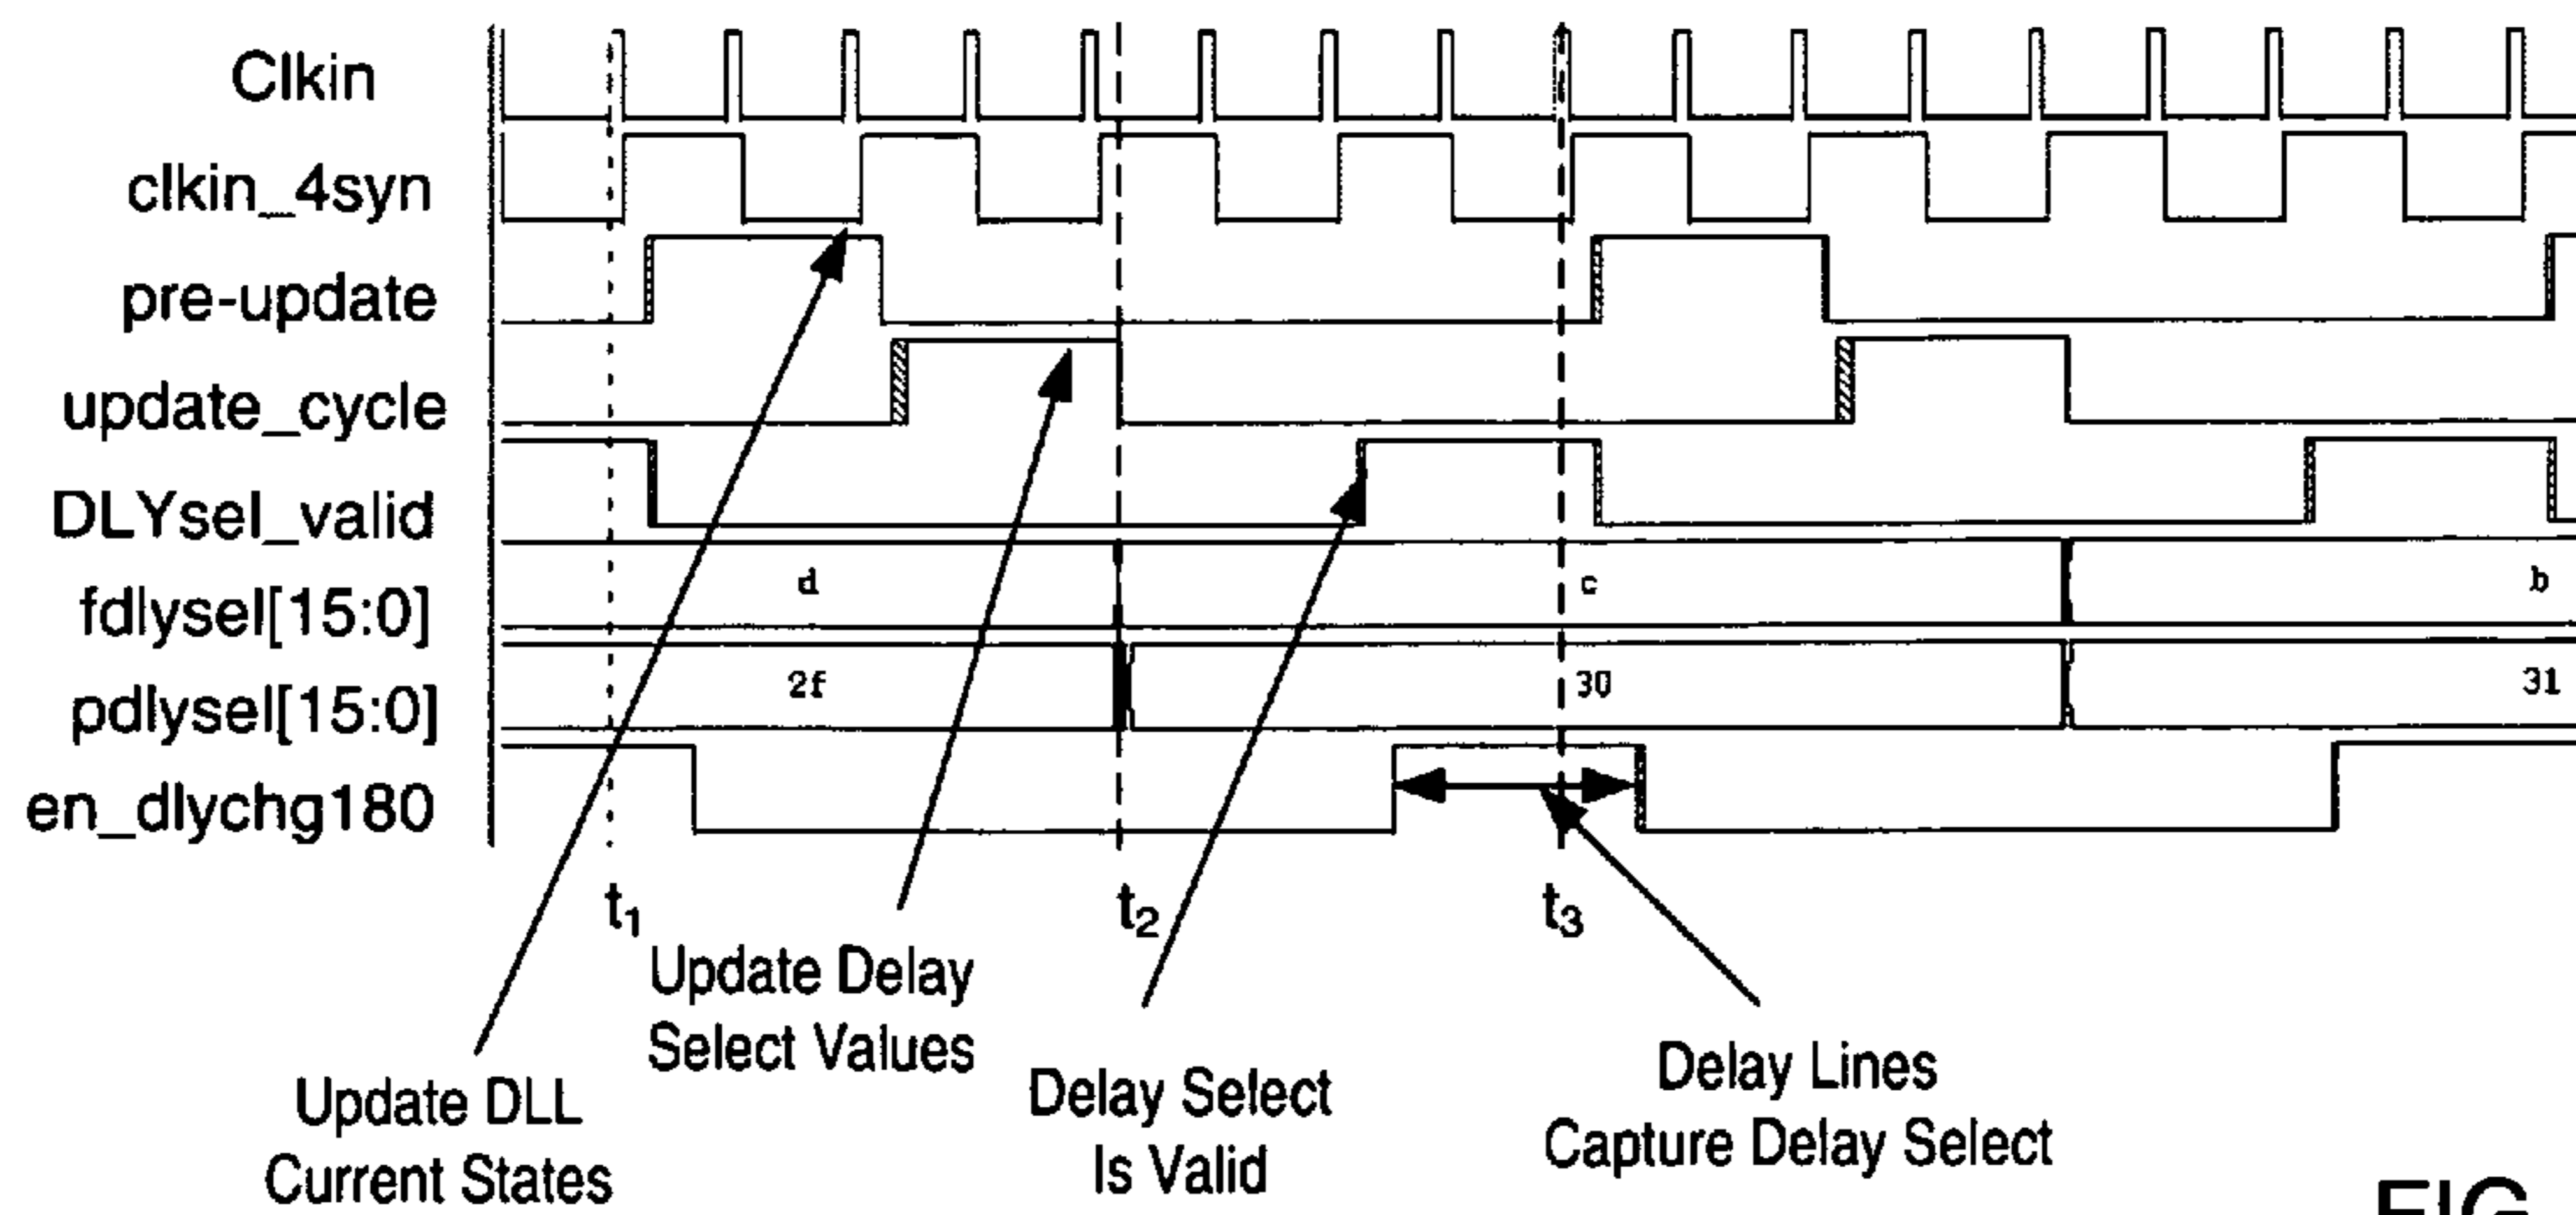 Clkin
clkin_4syn
pre-update
update_cycle
DLYsel_valid
fdlysel[15:0]
d
c
b
pdlysel[15:0]
2f
30
31
en_dlychg180
t1
t2
t3
Update DLL
Current States
Update Delay
Select Values
Delay Select
Is Valid
Delay Lines
Capture Delay Select
FIG